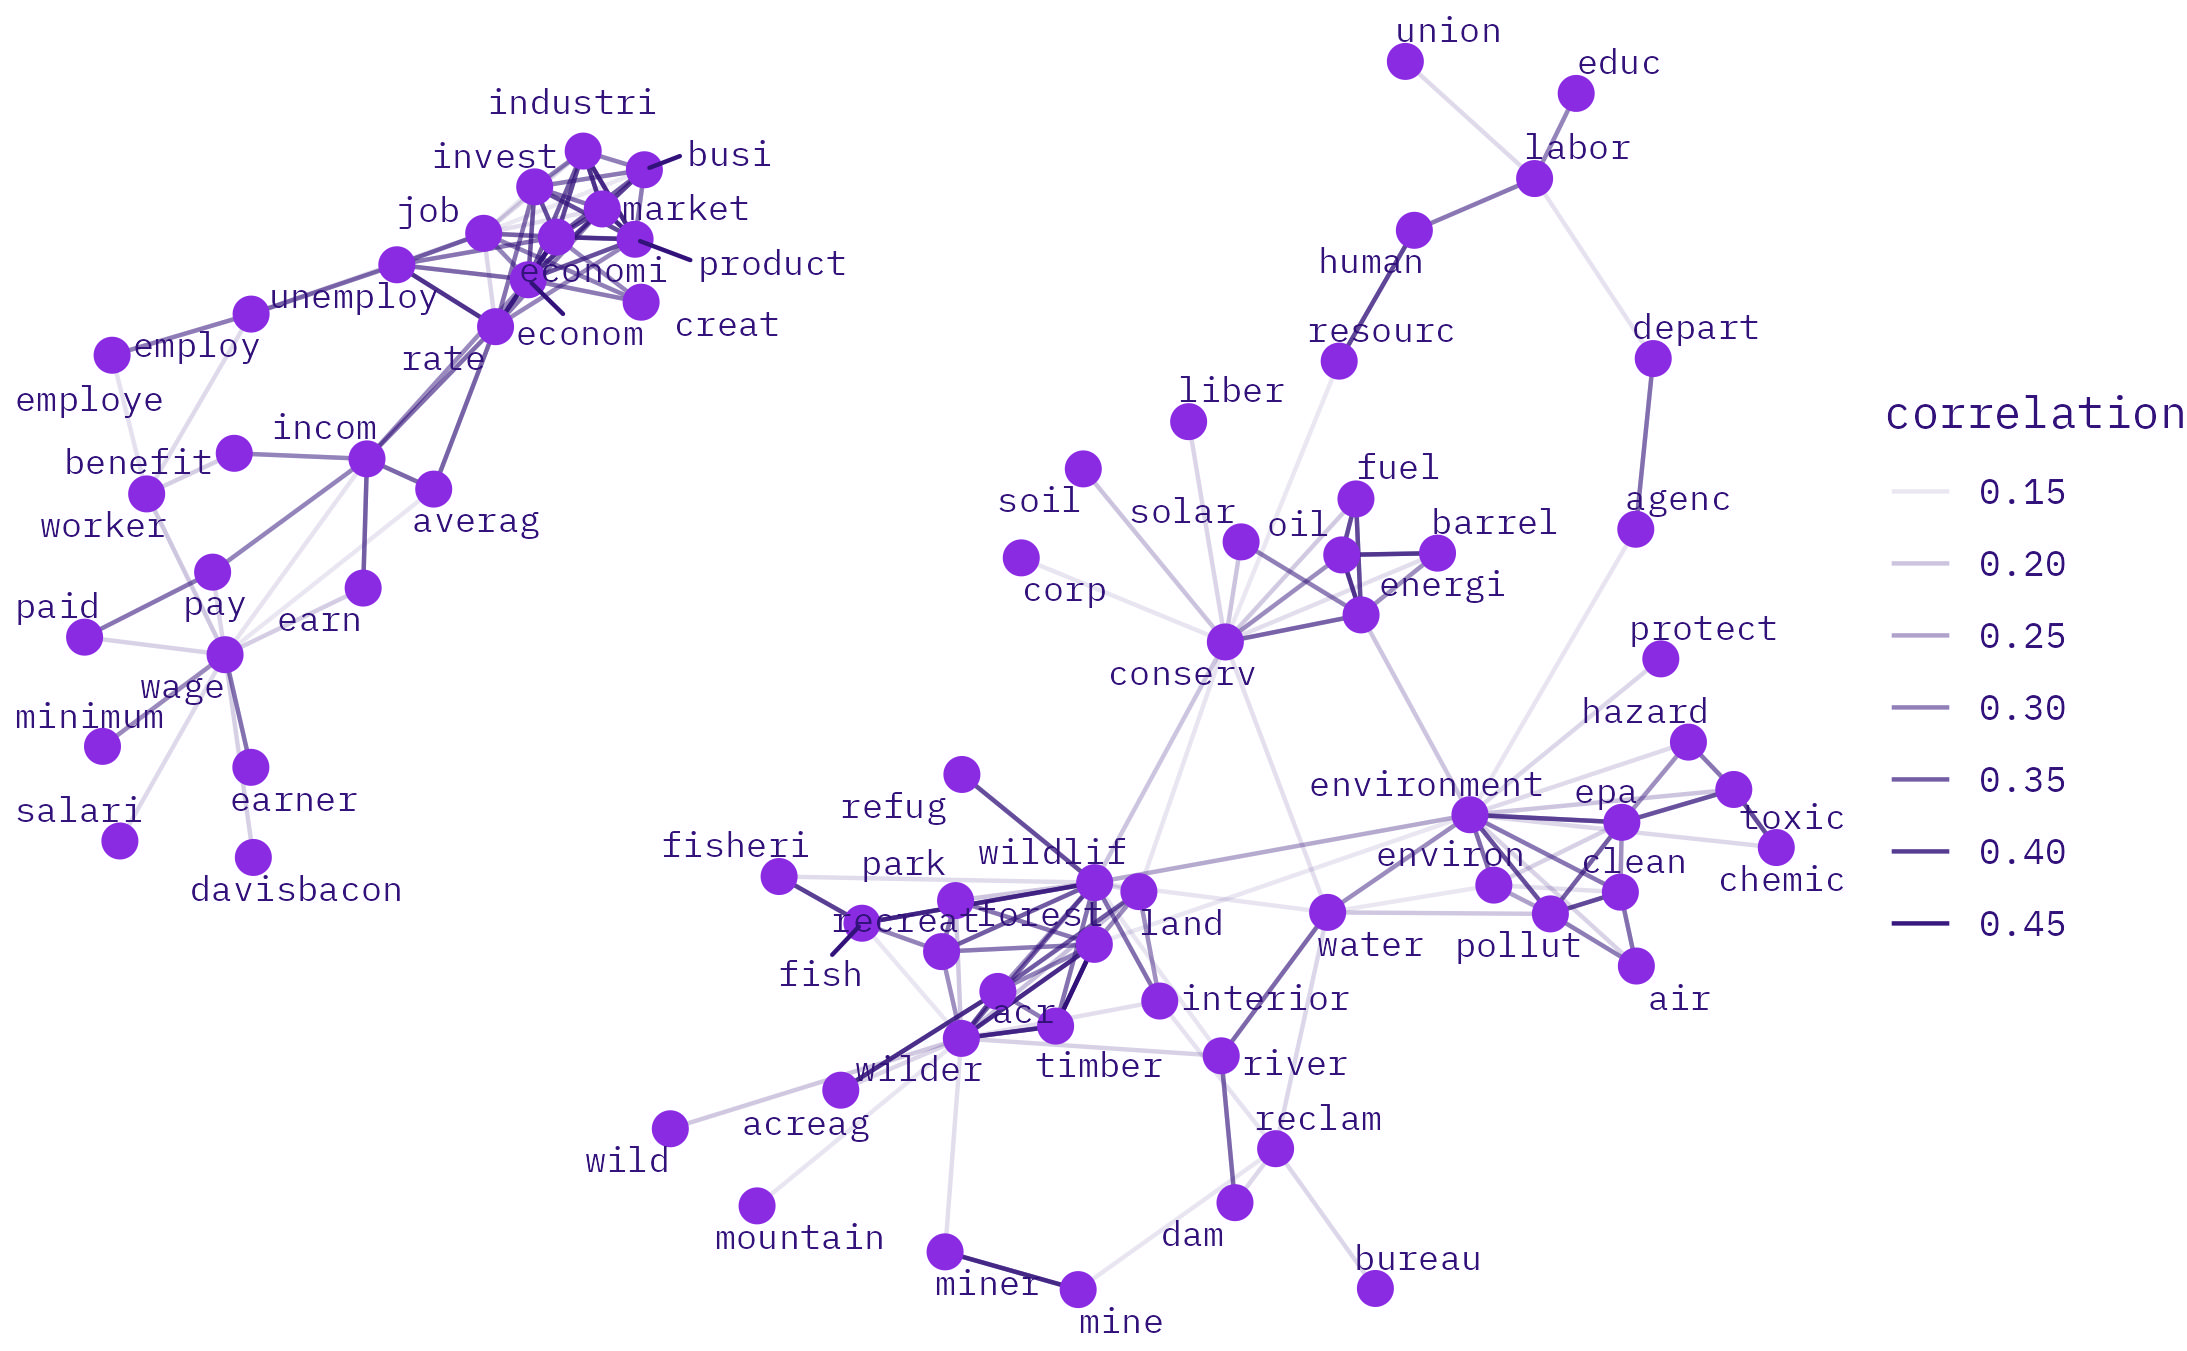 union
educ
industri
labor
invest
busi
job
market
human
product
economi
unemploy
creat
resourc
depart
econom
employ
rate
liber
employe
correlation
incom
benefit
fuel
soil
agenc
0.15
solar
oil
barrel
worker
averag
0.20
corp
energi
paid
pay
earn
protect
0.25
conserv
wage
minimum
hazard
0.30
environment
epa
0.35
earner
refug
salari
toxic
fisheri
wildlif
0.40
park
environ
clean
davisbacon
chemic
recreat
forest
land
0.45
water
pollut
fish
interior
air
acr
wilder
timber
river
acreag
reclam
wild
mountain
dam
bureau
miner
mine